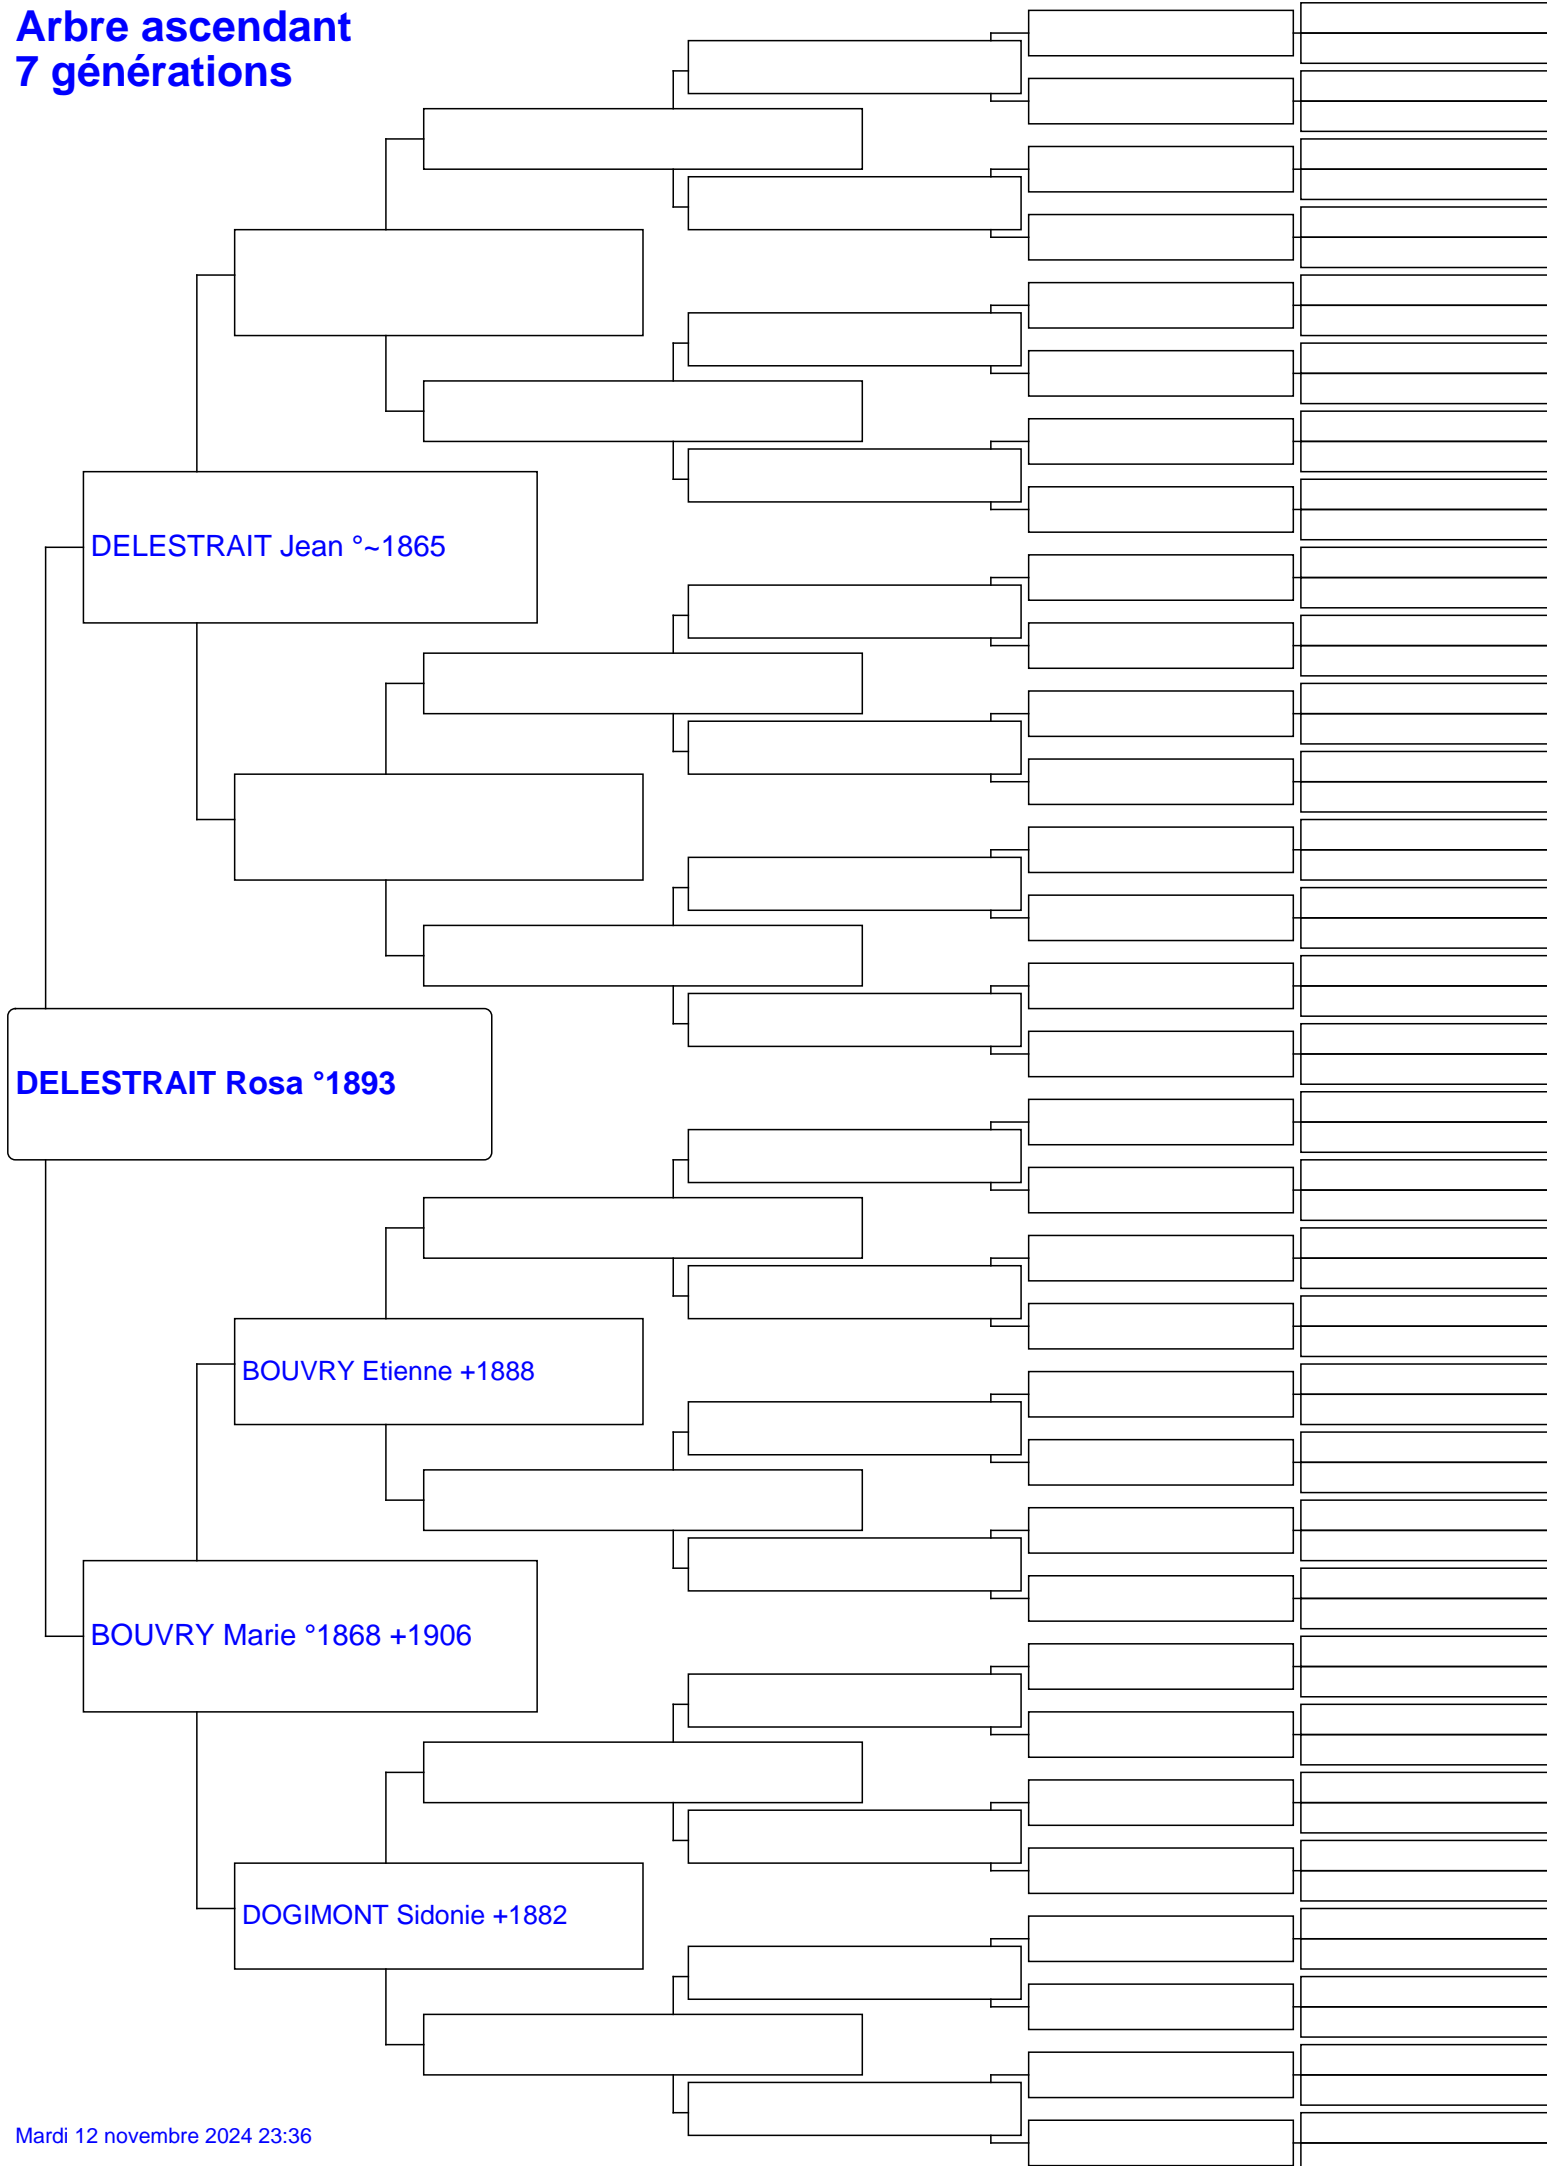 Arbre ascendant
7 générations
DELESTRAIT Jean °~1865
DELESTRAIT Rosa °1893
BOUVRY Etienne +1888
BOUVRY Marie °1868 +1906
DOGIMONT Sidonie +1882
Mardi 12 novembre 2024 23:36